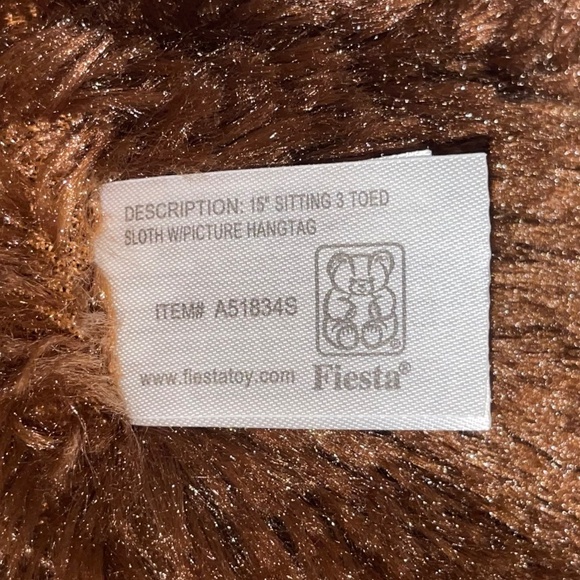 DESCRIPTION: 15" SITTING 3 TOED
SLOTH W/PICTURE HANGTAG
ITEM# A51834S
www.fiestatoy.com
Fiesta®